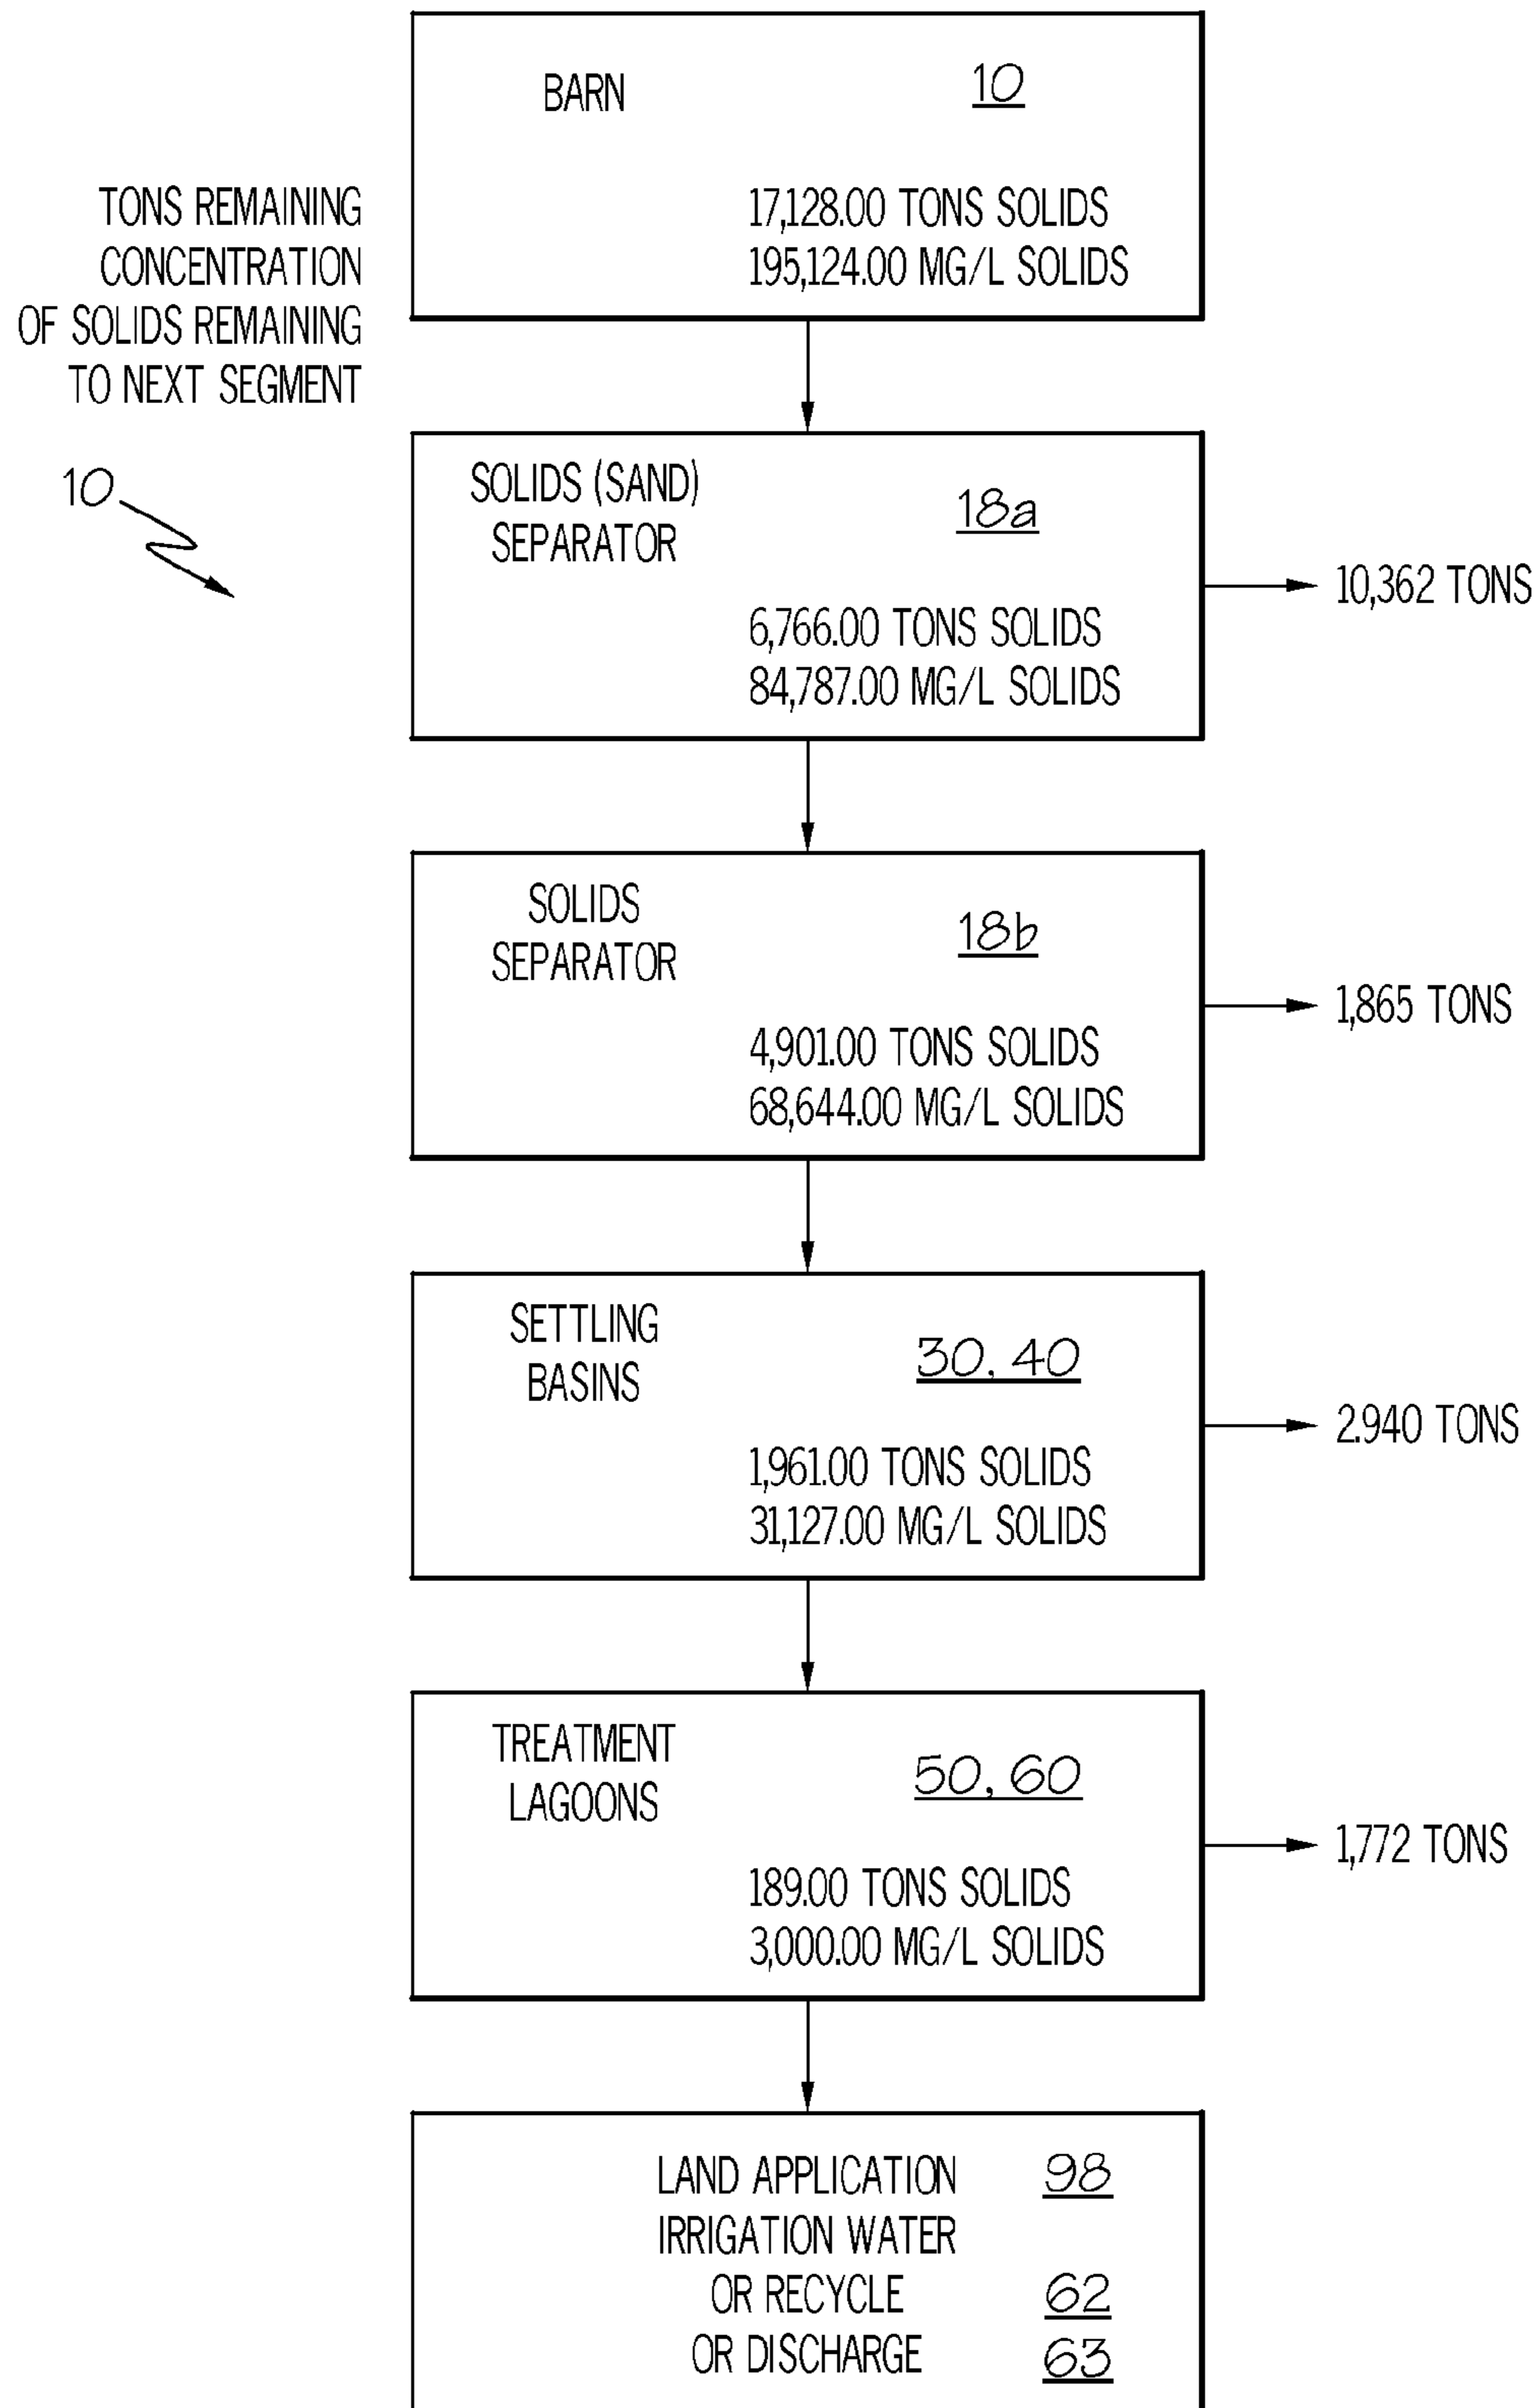 BARN 10
17,128.00 TONS SOLIDS
195,124.00 MG/L SOLIDS
TONS REMAINING
CONCENTRATION
OF SOLIDS REMAINING
TO NEXT SEGMENT
10
SOLIDS (SAND)
SEPARATOR
18a
6,766.00 TONS SOLIDS
84,787.00 MG/L SOLIDS
10,362 TONS
SOLIDS
SEPARATOR
18b
4,901.00 TONS SOLIDS
68,644.00 MG/L SOLIDS
1,865 TONS
SETTLING
BASINS
30, 40
1,961.00 TONS SOLIDS
31,127.00 MG/L SOLIDS
2.940 TONS
TREATMENT
LAGOONS
50, 60
189.00 TONS SOLIDS
3,000.00 MG/L SOLIDS
1,772 TONS
LAND APPLICATION 98
IRRIGATION WATER
OR RECYCLE 62
OR DISCHARGE 63